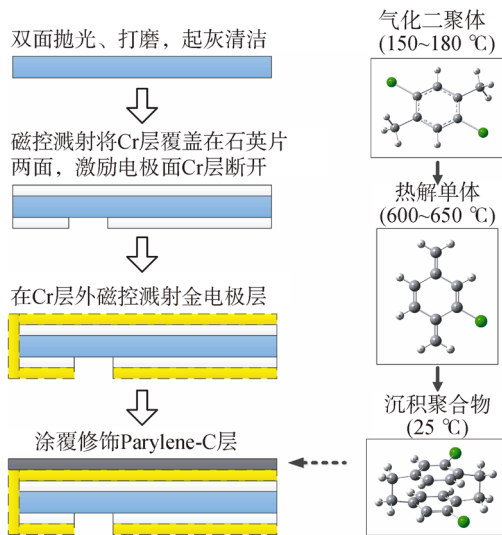 双面抛光、打磨，起灰清洁
磁控溅射将Cr层覆盖在石英片
两面，激励电极面Cr层断开
在Cr层外磁控溅射金电极层
涂覆修饰Parylene-C层
气化二聚体
(150~180 ℃)
热解单体
(600~650 ℃)
沉积聚合物
(25 ℃)